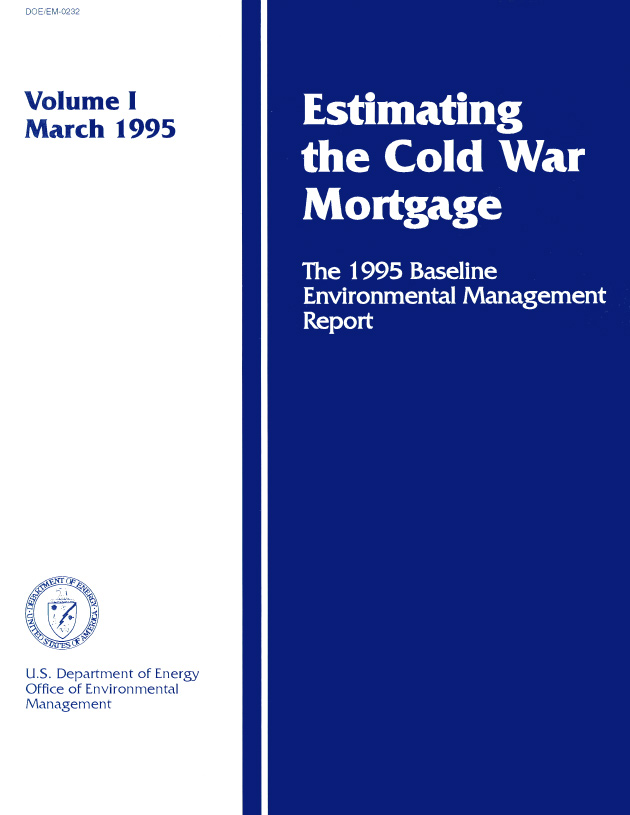 DOE/EM-0232
Volume I
March 1995
Estimating
the Cold War
Mortgage
The 1995 Baseline
Environmental Management
Report
DEPARTMENT OF ENERGY
UNITED STATES OF AMERICA
U.S. Department of Energy
Office of Environmental
Management